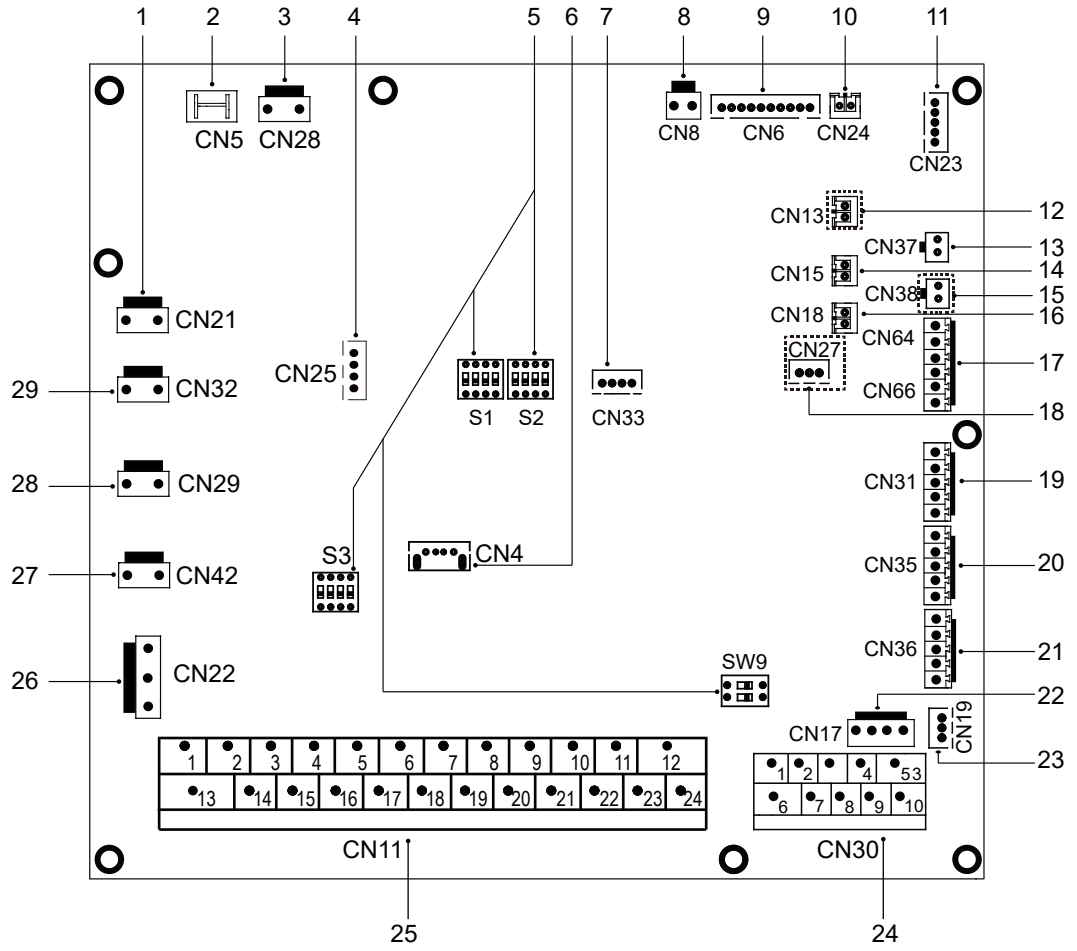 1 2 3 4 5 6 7 8 9 10 11
CN5 CN28 CN8 CN6 CN24 CN23
CN13 12
CN37 13
CN15 14
CN38 15
CN18 16
CN21 CN64
CN27 17
29 CN32 CN25 CN66
S1 S2 CN33 18
28 CN29 CN31 19
27 CN42 S3 CN4 CN35 20
26 CN22 SW9 CN36 21
22
CN17 CN19
23
1 2 3 4 5 6 7 8 9 10 11 12
13 14 15 16 17 18 19 20 21 22 23 24
1 2 4 53
6 7 8 9 10
CN11 CN30
25 24